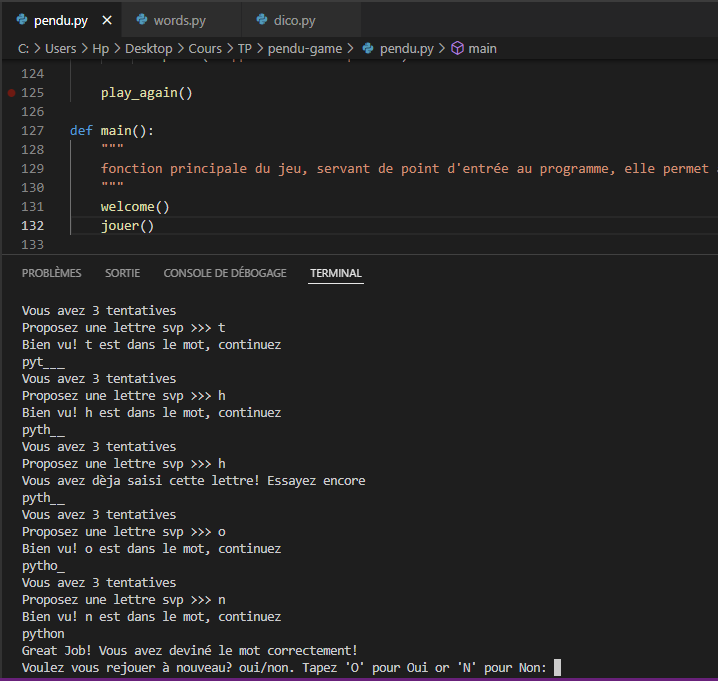 pendu.py × words.py dico.py
C: > Users > Hp > Desktop > Cours > TP > pendu-game > pendu.py > main
124
125 play_again()
126
127 def main():
128 """
129 fonction principale du jeu, servant de point d'entrée au programme, elle permet
130 """
131 welcome()
132 jouer()
133
PROBLÈMES SORTIE CONSOLE DE DÉBOGAGE TERMINAL
Vous avez 3 tentatives
Proposez une lettre svp >>> t
Bien vu! t est dans le mot, continuez
pyt___
Vous avez 3 tentatives
Proposez une lettre svp >>> h
Bien vu! h est dans le mot, continuez
pyth__
Vous avez 3 tentatives
Proposez une lettre svp >>> h
Vous avez dèja saisi cette lettre! Essayez encore
pyth__
Vous avez 3 tentatives
Proposez une lettre svp >>> o
Bien vu! o est dans le mot, continuez
pytho_
Vous avez 3 tentatives
Proposez une lettre svp >>> n
Bien vu! n est dans le mot, continuez
python
Great Job! Vous avez deviné le mot correctement!
Voulez vous rejouer à nouveau? oui/non. Tapez 'O' pour Oui or 'N' pour Non: